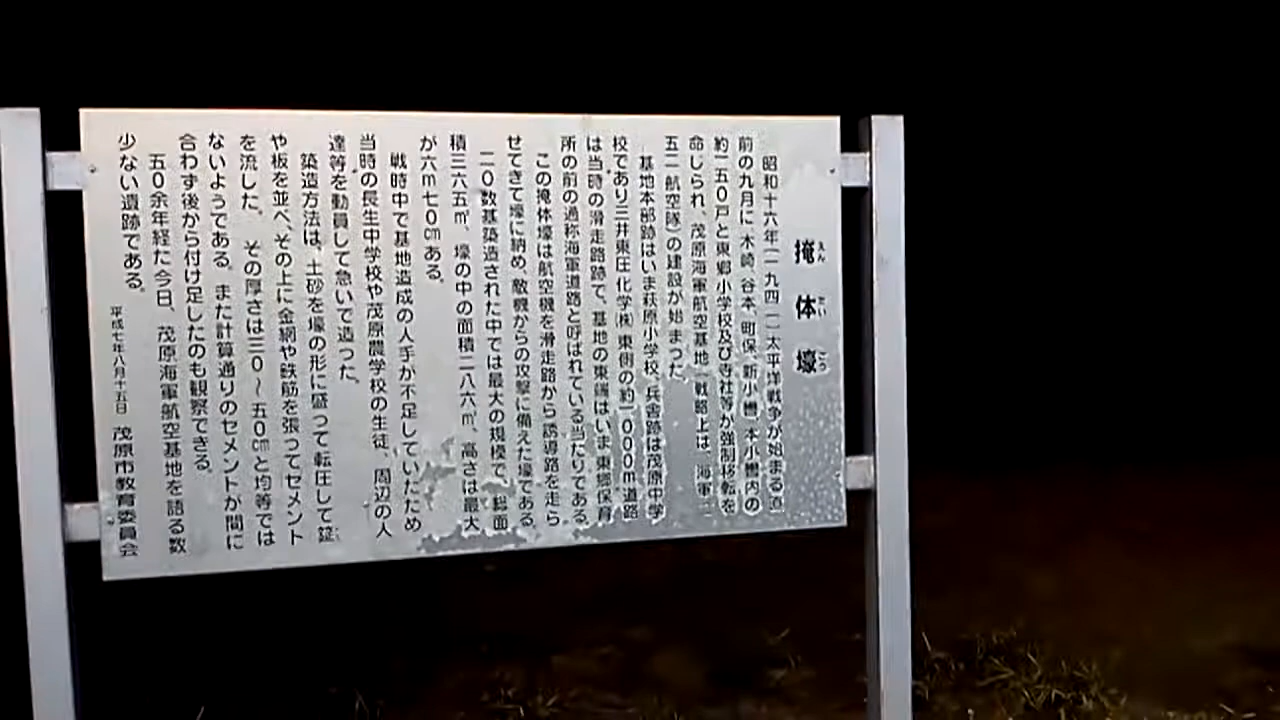 掩体壕
えんたいごう
昭和十六年(一九四一)太平洋戦争が始まる直
前の九月に、木崎、谷本、町保、新小轡、本小轡内の
約一五〇戸と東郷小学校及び寺社等が強制移転を
命じられ、茂原海軍航空基地(戦略上は、海軍二
五二航空隊)の建設が始まった。
基地本部跡はいま萩原小学校、兵舎跡は茂原中学
校であり三井東圧化学㈱東側の約一〇〇〇m道路
は当時の滑走路跡で、基地の東端はいま東郷保育
所の前の通称海軍道路と呼ばれている当たりである。
この掩体壕は航空機を滑走路から誘導路を走ら
せてきて壕に納め、敵機からの攻撃に備えた壕である。
二〇数基築造された中では最大の規模で、総面
積三六五㎡、壕の中の面積二八六㎡、高さは最大
が六m七〇㎝ある。
戦時中で基地造成の人手が不足していたため
当時の長生中学校や茂原農学校の生徒、周辺の人
達等を動員して急いで造った。
築造方法は、土砂を壕の形に盛って転圧して筵
や板を並べ、その上に金網や鉄筋を張ってセメント
を流した。その厚さは三〇~五〇㎝と均等では
ないようである。また計算通りのセメントが間に
合わず後から付け足したのも観察できる。
五〇余年経た今日、茂原海軍航空基地を語る数
少ない遺跡である。
平成七年八月十五日 茂原市教育委員会